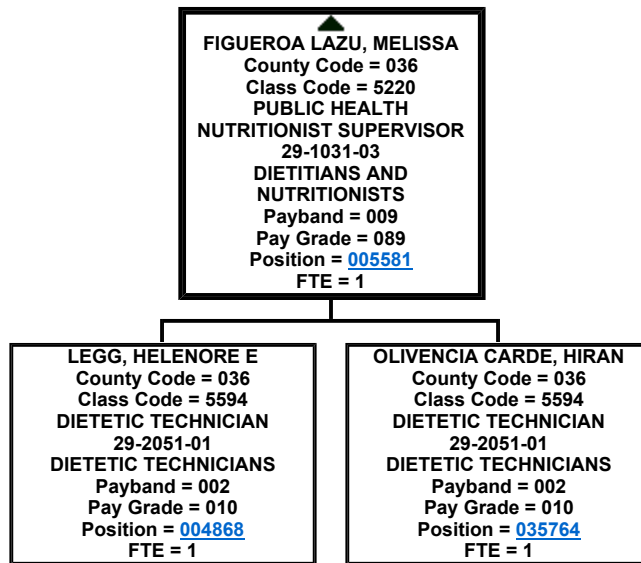 FIGUEROA LAZU, MELISSA
County Code = 036
Class Code = 5220
PUBLIC HEALTH
NUTRITIONIST SUPERVISOR
29-1031-03
DIETITIANS AND
NUTRITIONISTS
Payband = 009
Pay Grade = 089
Position = 005581
FTE = 1
LEGG, HELENORE E
County Code = 036
Class Code = 5594
DIETETIC TECHNICIAN
29-2051-01
DIETETIC TECHNICIANS
Payband = 002
Pay Grade = 010
Position = 004868
FTE = 1
OLIVENCIA CARDE, HIRAN
County Code = 036
Class Code = 5594
DIETETIC TECHNICIAN
29-2051-01
DIETETIC TECHNICIANS
Payband = 002
Pay Grade = 010
Position = 035764
FTE = 1